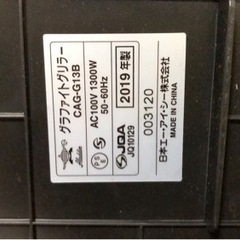 グラファイトグリラー
CAG-G13B
AC100V 1300W
50-60Hz
PS
E
JQA
JQ10129
2019年製
003120
日本エー・アイ・シー株式会社
MADE IN CHINA